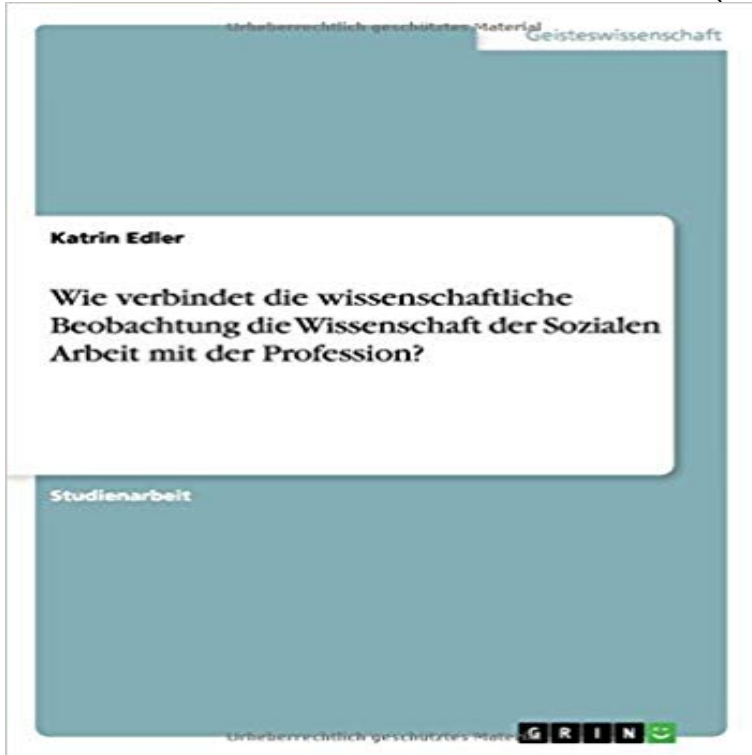 Urheberrechtlich geschütztes Material
Geisteswissenschaft
Katrin Edler
Wie verbindet die wissenschaftliche
Beobachtung die Wissenschaft der Sozialen
Arbeit mit der Profession?
Studienarbeit
Urheberrechtlich geschütztes Mate
GRIN